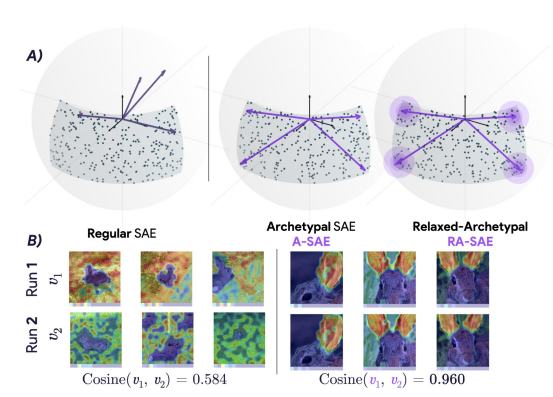 A)
Regular SAE
Archetypal SAE
A-SAE
Relaxed-Archetypal
RA-SAE
B)
Run 1
v₁
Run 2
v₂
Cosine(v₁, v₂) = 0.584
Cosine(v₁, v₂) = 0.960